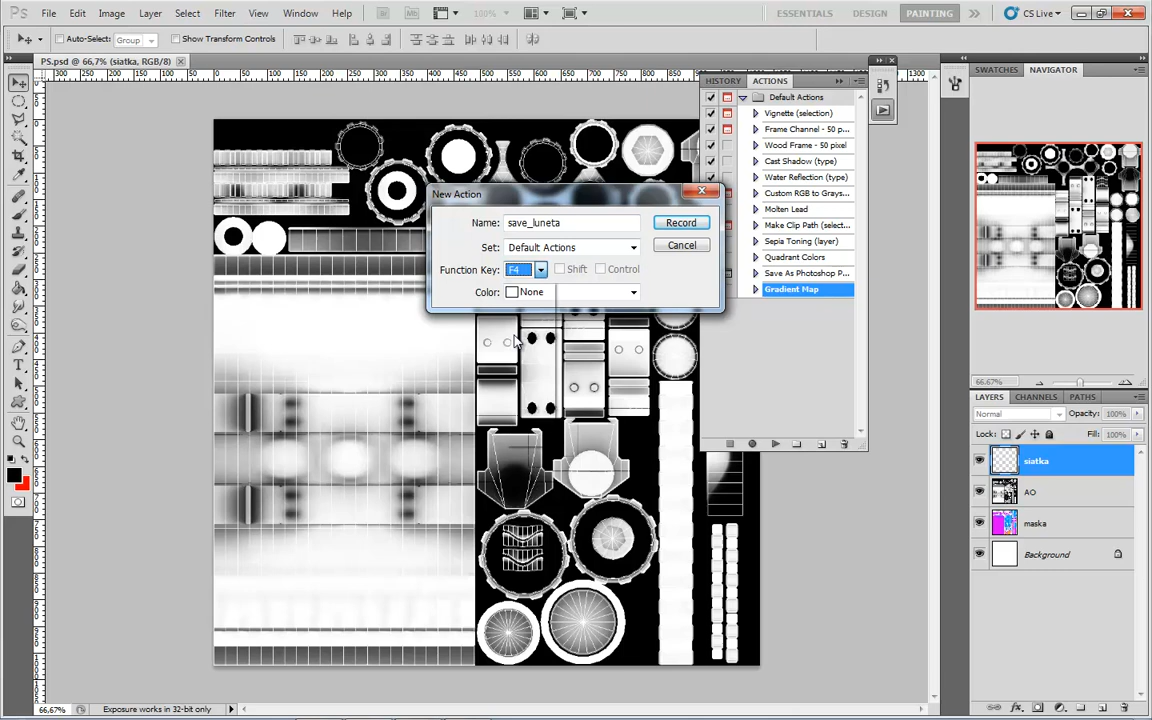 PS File Edit Image Layer Select Filter View Window Help Br Mb 100% ESSENTIALS DESIGN PAINTING CS Live
Auto-Select: Group Show Transform Controls
PS.psd @ 66,7% (siatka, RGB/8)
HISTORY ACTIONS
SWATCHES NAVIGATOR
Default Actions
Vignette (selection)
Frame Channel - 50 p...
Wood Frame - 50 pixel
Cast Shadow (type)
Water Reflection (type)
Custom RGB to Grays...
Molten Lead
Make Clip Path (select...
Sepia Toning (layer)
Quadrant Colors
Save As Photoshop P...
Gradient Map
New Action
Name: save_luneta Record
Set: Default Actions Cancel
Function Key: F4 Shift Control
Color: None
66.67%
LAYERS CHANNELS PATHS
Normal Opacity: 100%
Lock: Fill: 100%
siatka
AO
maska
Background
66,67% Exposure works in 32-bit only